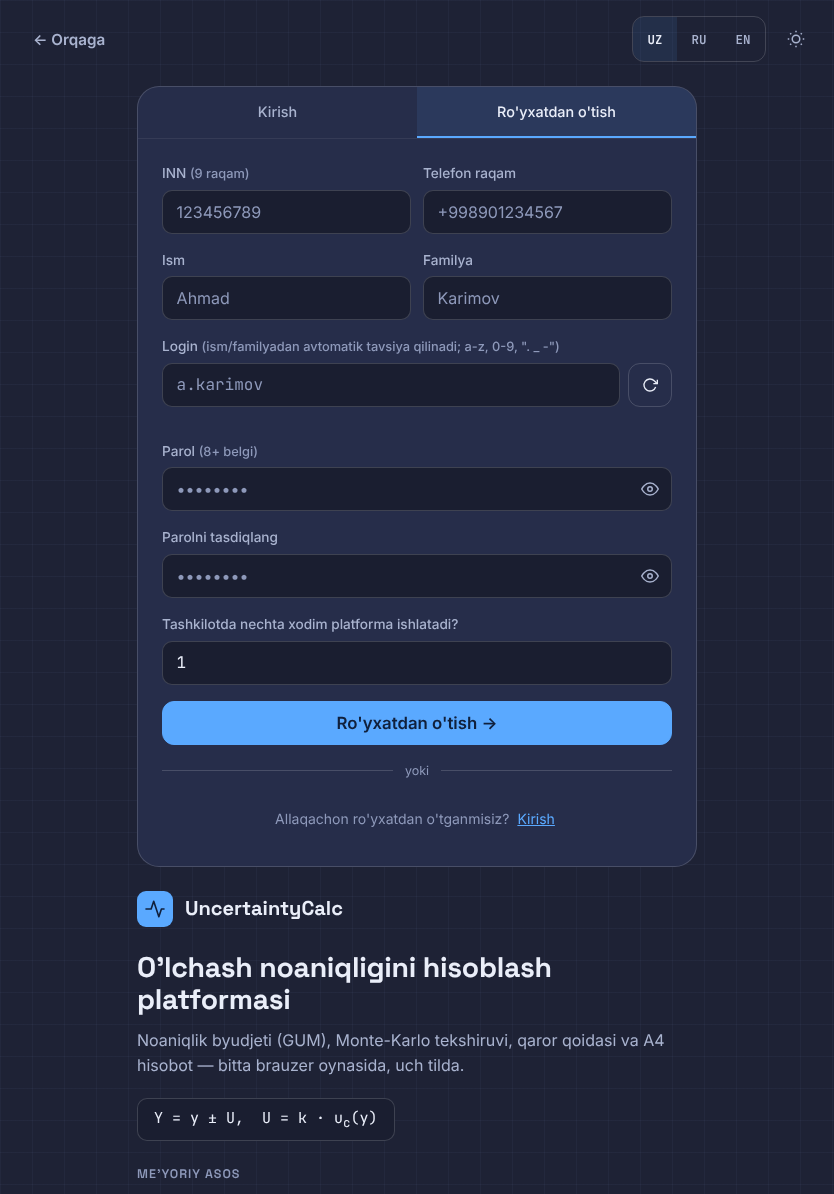 ← Orqaga
UZ RU EN
Kirish
Ro'yxatdan o'tish
INN (9 raqam)
Telefon raqam
123456789
+998901234567
Ism
Familya
Ahmad
Karimov
Login (ism/familyadan avtomatik tavsiya qilinadi; a-z, 0-9, ". _ -")
a.karimov
Parol (8+ belgi)
••••••••
Parolni tasdiqlang
••••••••
Tashkilotda nechta xodim platforma ishlatadi?
1
Ro'yxatdan o'tish →
yoki
Allaqachon ro'yxatdan o'tganmisiz? Kirish
UncertaintyCalc
O’lchash noaniqligini hisoblash
platformasi
Noaniqlik byudjeti (GUM), Monte-Karlo tekshiruvi, qaror qoidasi va A4
hisobot — bitta brauzer oynasida, uch tilda.
Y = y ± U, U = k · u꜀(y)
ME’YORIY ASOS